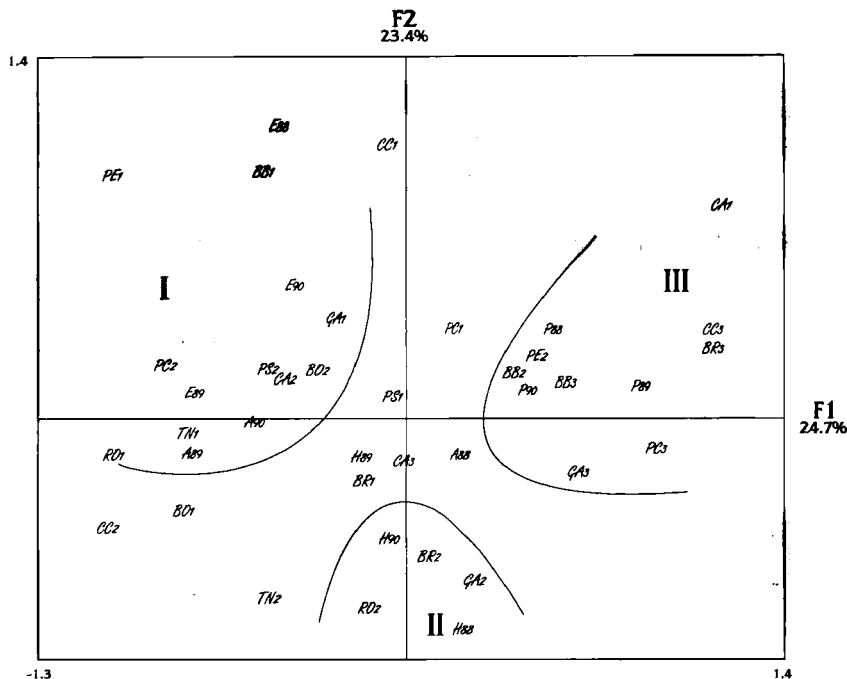 F2
23.4%
1.4
E88
CC1
PE1
BB1
CA1
I
III
E90
GA1
PC1
P88
CC3
BR3
PE2
PC2
PS2
CA2
BO2
BB2
BB3
P90
P89
E89
PS1
F1
24.7%
A90
TN1
RO1
A89
H89
CA3
A88
PC3
GA3
BR1
BO1
CC2
H90
BR2
GA2
TN2
RO2
II
H88
-1.3
1.4